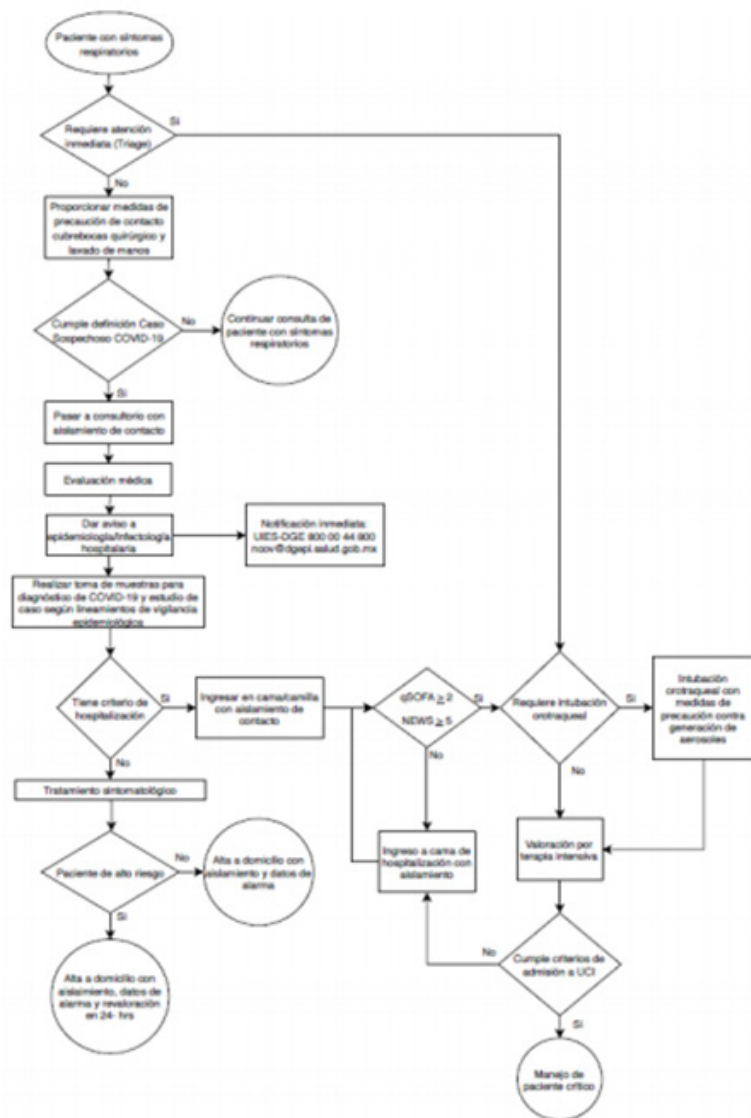 Paciente con síntomas
respiratorios
Requiere atención
inmediata (Triage)
Si
No
Proporcionar medidas de
precaución de contacto
cubrebocas quirúrgico y
lavado de manos
Cumple definición Caso
Sospechoso COVID-19
No
Continuar consulta de
paciente con síntomas
respiratorios
Si
Pasar a consultorio con
aislamiento de contacto
Evaluación médica
Dar aviso a
epidemiología/Infectología
hospitalaria
Notificación inmediata:
UIES-DGE 800 00 44 800
ncov@dgepi.salud.gob.mx
Realizar toma de muestras para
diagnóstico de COVID-19 y estudio de
caso según lineamientos de vigilancia
epidemiológica
Tiene criterio de
hospitalización
Si
Ingresar en cama/camilla
con aislamiento de
contacto
qSOFA ≥ 2
NEWS ≥ 5
Si
Requiere intubación
orotraqueal
Si
Intubación
orotraqueal con
medidas de
precaución contra
generación de
aerosoles
No
No
No
Tratamiento sintomatológico
Ingreso a cama de
hospitalización con
aislamiento
Valoración por
terapia intensiva
Paciente de alto riesgo
No
Alta a domicilio con
aislamiento y datos de
alarma
Si
Alta a domicilio con
aislamiento, datos de
alarma y revaloración
en 24- hrs
No
Cumple criterios de
admisión a UCI
Si
Manejo de
paciente crítico